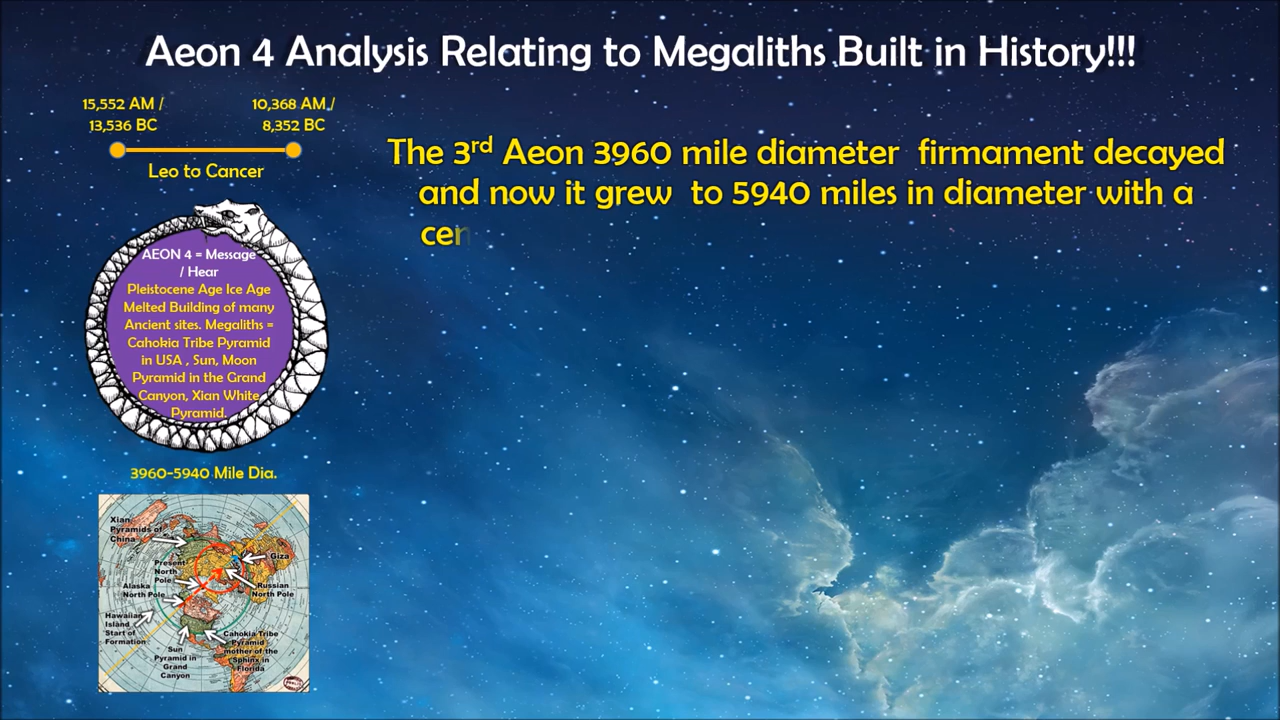 Aeon 4 Analysis Relating to Megaliths Built in History!!!
15,552 AM /
13,536 BC
10,368 AM /
8,352 BC
Leo to Cancer
The 3rd Aeon 3960 mile diameter firmament decayed
and now it grew to 5940 miles in diameter with a
cen
AEON 4 = Message
/ Hear
Pleistocene Age Ice Age
Melted Building of many
Ancient sites. Megaliths =
Cahokia Tribe Pyramid
in USA , Sun, Moon
Pyramid in the Grand
Canyon, Xian White
Pyramid.
3960-5940 Mile Dia.
Xian
Pyramids of
China
Giza
Present
North
Pole
Alaska
North Pole
Russian
North Pole
Hawaiian
Island
Start of
Formation
Sun
Pyramid in
Grand
Canyon
Cahokia Tribe
Pyramid
mother of the
Sphinx in
Florida